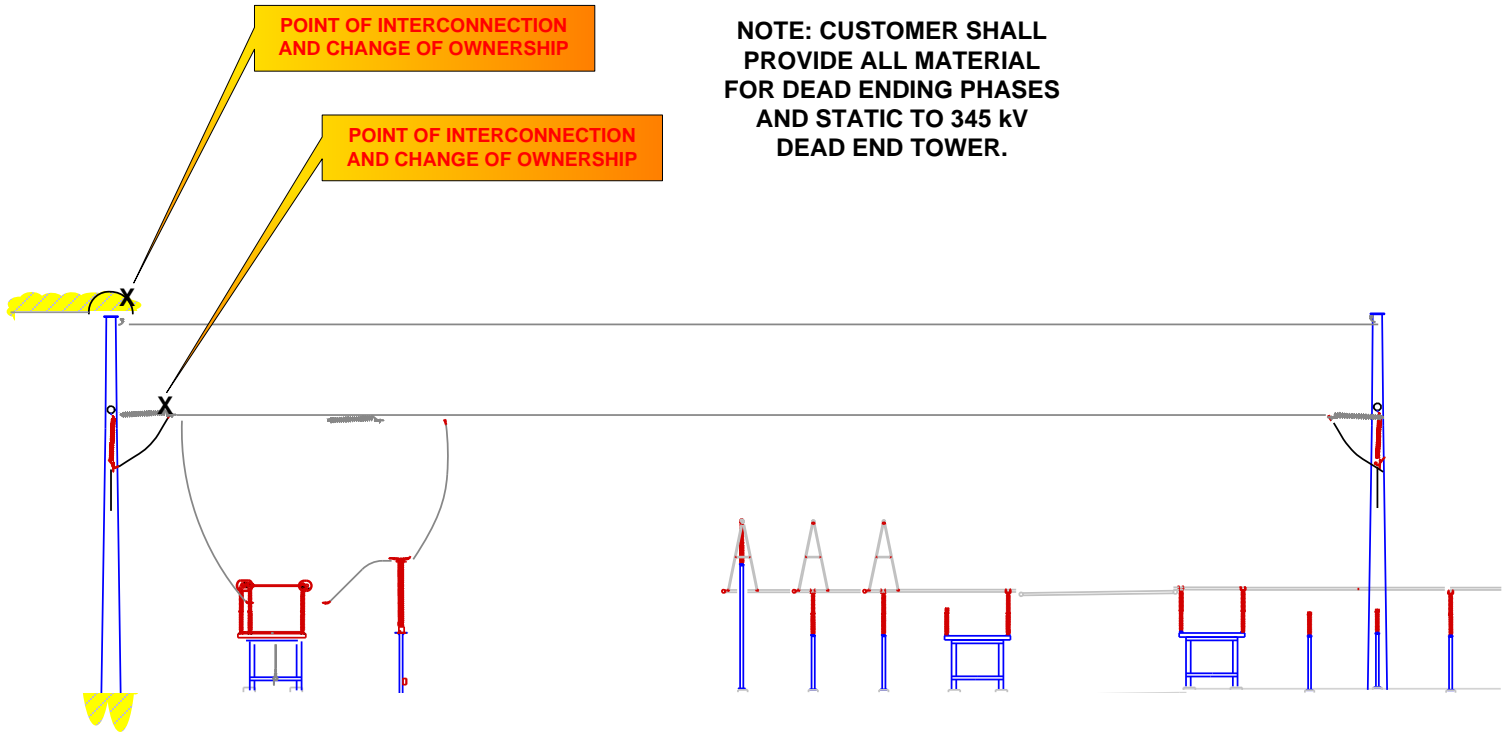 POINT OF INTERCONNECTION
AND CHANGE OF OWNERSHIP
NOTE: CUSTOMER SHALL
PROVIDE ALL MATERIAL
FOR DEAD ENDING PHASES
AND STATIC TO 345 kV
DEAD END TOWER.
POINT OF INTERCONNECTION
AND CHANGE OF OWNERSHIP
X
X